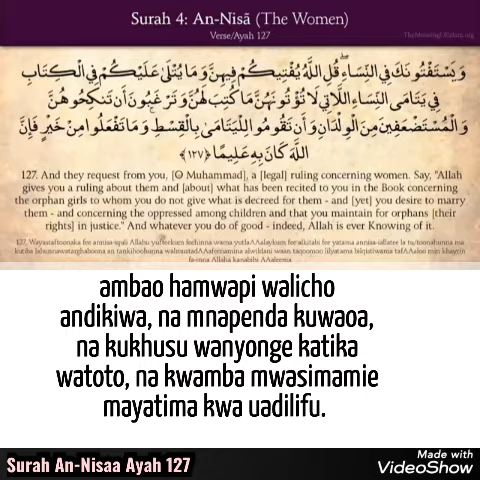 Surah 4: An-Nisā (The Women)
Verse/Ayah 127
TheMeaningOfIslam.org
وَيَسْتَفْتُونَكَ فِي النِّسَاءِ ۖ قُلِ اللَّهُ يُفْتِيكُمْ فِيهِنَّ وَمَا يُتْلَىٰ عَلَيْكُمْ فِي الْكِتَابِ
فِي يَتَامَى النِّسَاءِ اللَّاتِي لَا تُؤْتُونَهُنَّ مَا كُتِبَ لَهُنَّ وَتَرْغَبُونَ أَن تَنكِحُوهُنَّ
وَالْمُسْتَضْعَفِينَ مِنَ الْوِلْدَانِ وَأَن تَقُومُوا لِلْيَتَامَىٰ بِالْقِسْطِ ۚ وَمَا تَفْعَلُوا مِنْ خَيْرٍ فَإِنَّ
اللَّهَ كَانَ بِهِ عَلِيمًا ﴿١٢٧﴾
127. And they request from you, [O Muhammad], a [legal] ruling concerning women. Say, "Allah
gives you a ruling about them and [about] what has been recited to you in the Book concerning
the orphan girls to whom you do not give what is decreed for them - and [yet] you desire to marry
them - and concerning the oppressed among children and that you maintain for orphans [their
rights] in justice." And whatever you do of good - indeed, Allah is ever Knowing of it.
ambao hamwapi walicho
andikiwa, na mnapenda kuwaoa,
na kukhusu wanyonge katika
watoto, na kwamba mwasimamie
mayatima kwa uadilifu.
Surah An-Nisaa Ayah 127
Made with
VideoShow